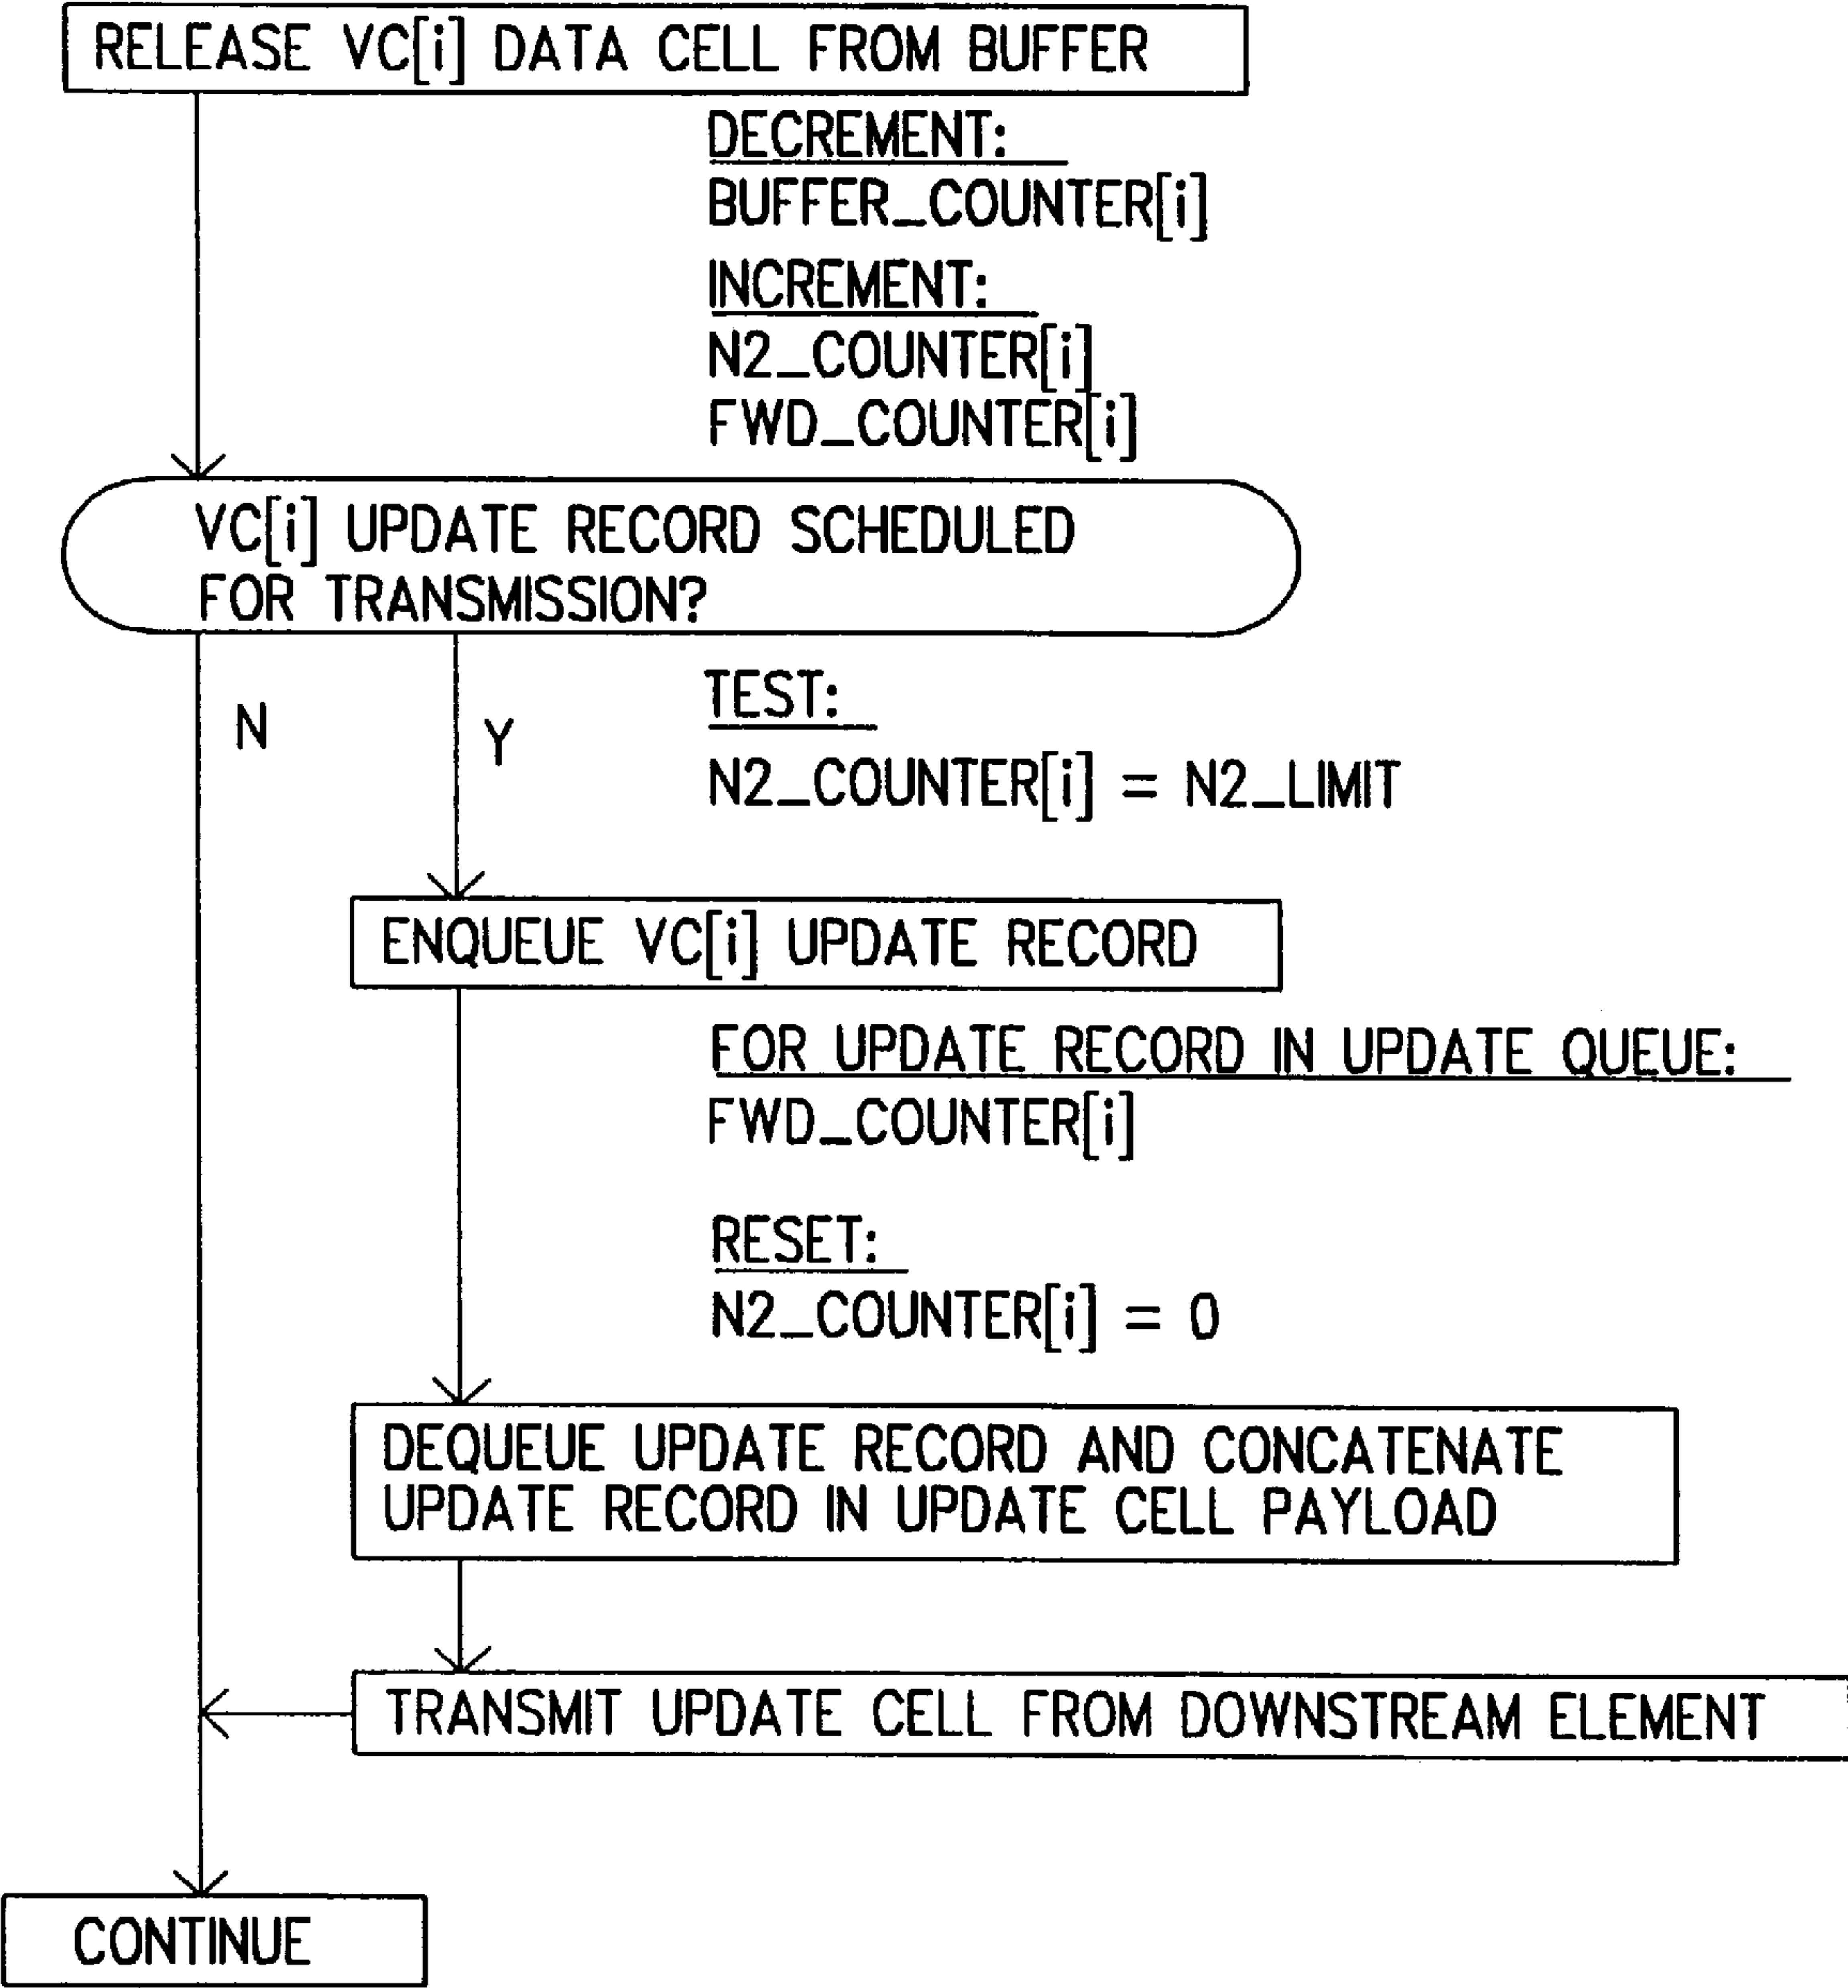 RELEASE VC[i] DATA CELL FROM BUFFER
DECREMENT:
BUFFER_COUNTER[i]
INCREMENT:
N2_COUNTER[i]
FWD_COUNTER[i]
VC[i] UPDATE RECORD SCHEDULED
FOR TRANSMISSION?
N
Y
TEST:
N2_COUNTER[i] = N2_LIMIT
ENQUEUE VC[i] UPDATE RECORD
FOR UPDATE RECORD IN UPDATE QUEUE:
FWD_COUNTER[i]
RESET:
N2_COUNTER[i] = 0
DEQUEUE UPDATE RECORD AND CONCATENATE
UPDATE RECORD IN UPDATE CELL PAYLOAD
TRANSMIT UPDATE CELL FROM DOWNSTREAM ELEMENT
CONTINUE